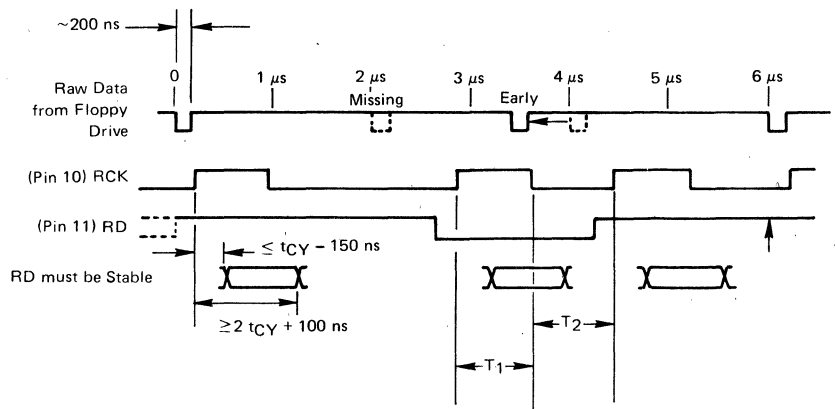 ~200 ns
0
1 μs
2 μs
3 μs
4 μs
5 μs
6 μs
Raw Data
from Floppy
Drive
Missing
Early
(Pin 10) RCK
(Pin 11) RD
≤ tCY – 150 ns
RD must be Stable
≥2 tCY + 100 ns
T2
T1